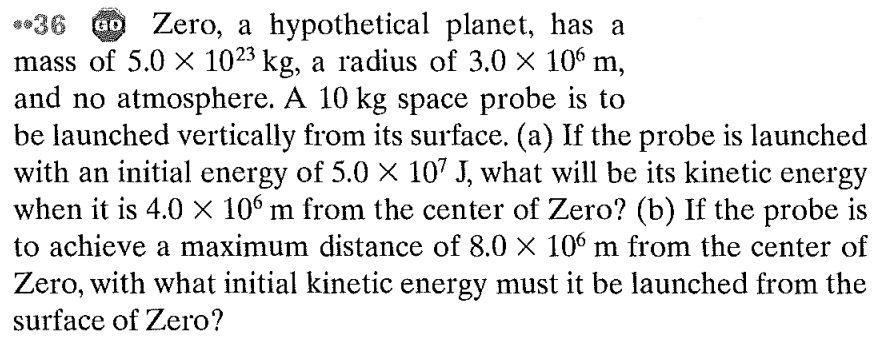 ••36 GO Zero, a hypothetical planet, has a
mass of 5.0 × 10²³ kg, a radius of 3.0 × 10⁶ m,
and no atmosphere. A 10 kg space probe is to
be launched vertically from its surface. (a) If the probe is launched
with an initial energy of 5.0 × 10⁷ J, what will be its kinetic energy
when it is 4.0 × 10⁶ m from the center of Zero? (b) If the probe is
to achieve a maximum distance of 8.0 × 10⁶ m from the center of
Zero, with what initial kinetic energy must it be launched from the
surface of Zero?